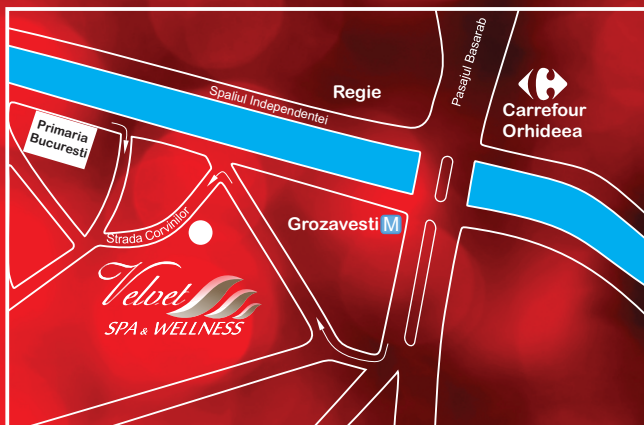 Pasajul Basarab
Regie
Spaliul Independentei
Carrefour
Orhideea
Primaria
Bucuresti
Grozavesti M
Strada Corvinilor
Velvet
SPA & WELLNESS